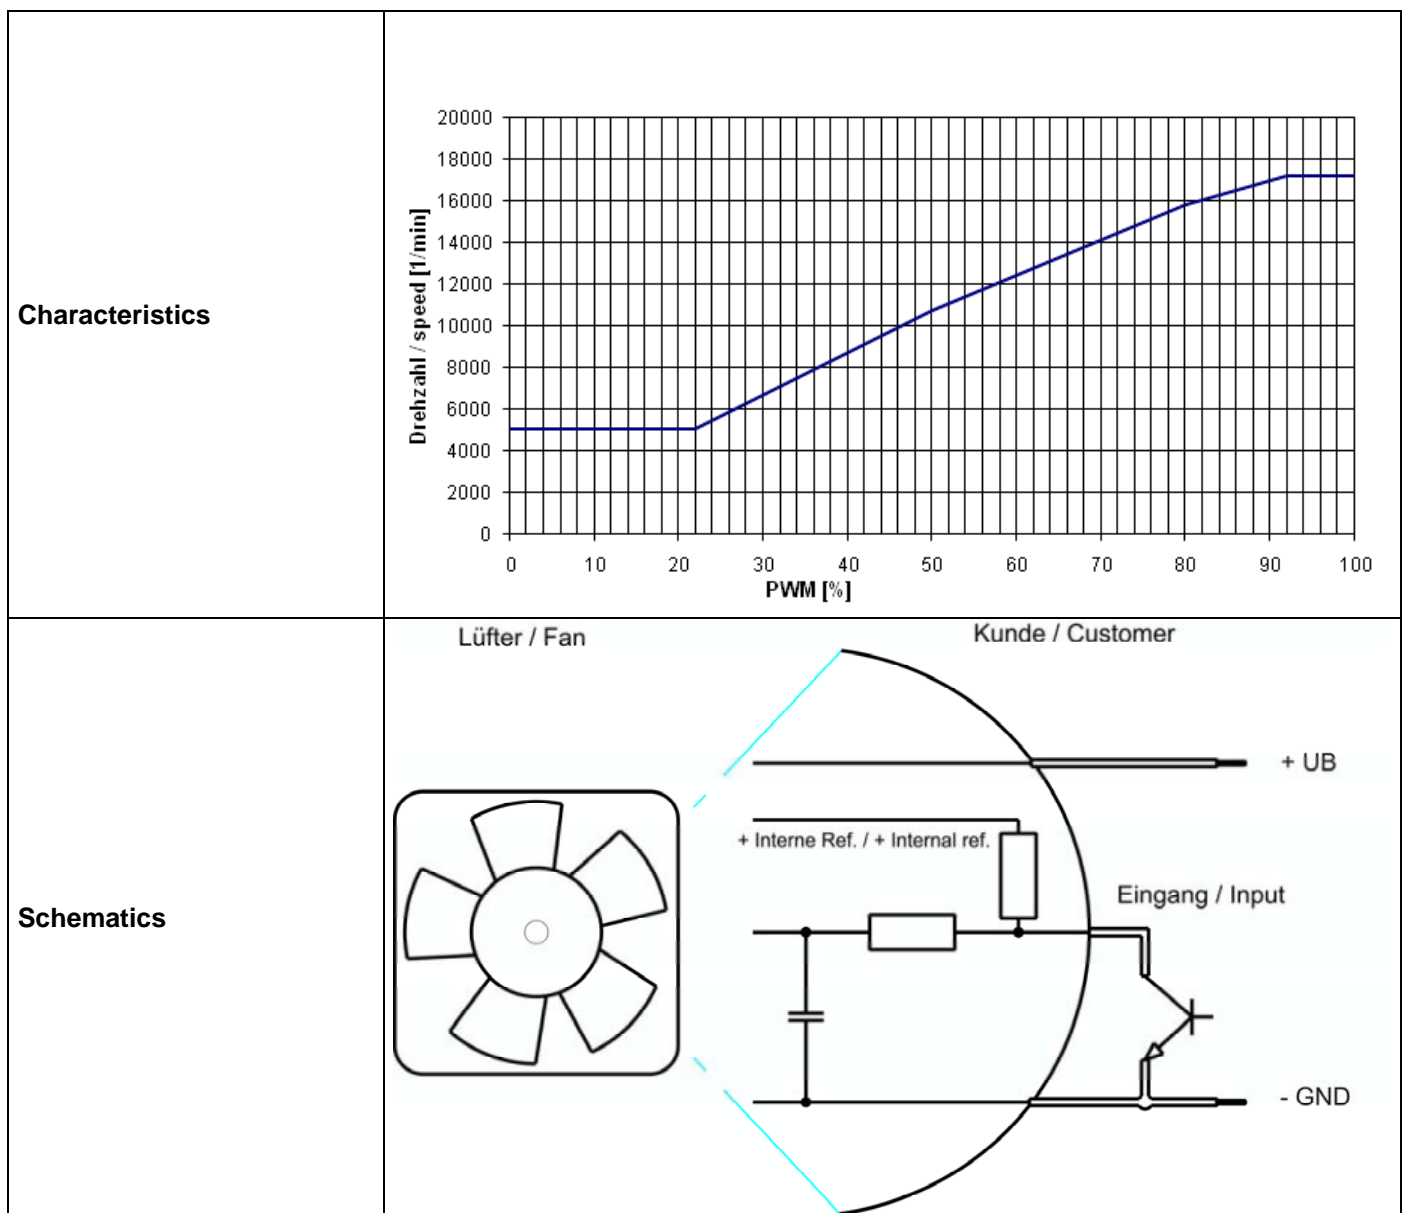 Characteristics
Drehzahl / speed [1/min]
20000
18000
16000
14000
12000
10000
8000
6000
4000
2000
0
0 10 20 30 40 50 60 70 80 90 100
PWM [%]
Schematics
Lüfter / Fan
Kunde / Customer
+ UB
+ Interne Ref. / + Internal ref.
Eingang / Input
- GND